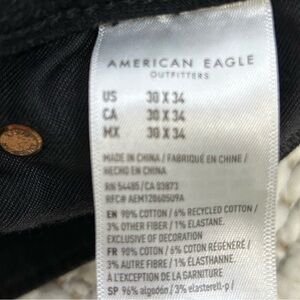 AMERICAN EAGLE
OUTFITTERS
US 30 X 34
CA 30 X 34
MX 30 X 34
MADE IN CHINA / FABRIQUÉ EN CHINE /
HECHO EN CHINA
RN 54485/CA 03873
RFC# AEM120605U9A
EN 90% COTTON / 6% RECYCLED COTTON /
3% OTHER FIBER / 1% ELASTANE.
EXCLUSIVE OF DECORATION
FR 90% COTON / 6% COTON RÉGÉNÉRÉ /
3% AUTRE FIBRE / 1% ÉLASTHANNE.
À L'EXCEPTION DE LA GARNITURE
SP 96% algodón / 3% elasterell-p /